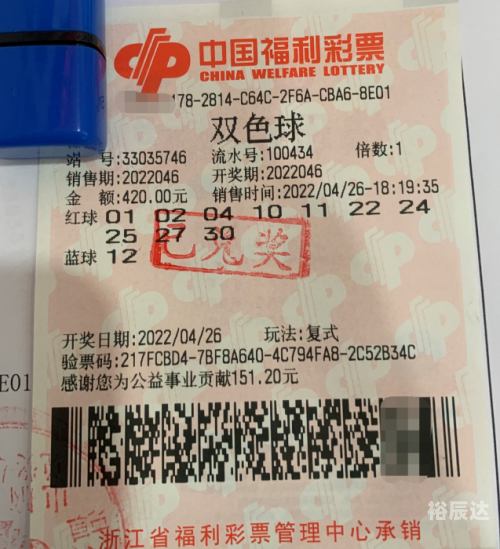 中国福利彩票
CHINA WELFARE LOTTERY
178-2814-C64C-2F6A-CBA6-8E01
双色球
站 号:33035746 流水号:100434 倍数:1
销售期:2022046 开奖期:2022046
金 额:420.00元 销售时间:2022/04/26-18:19:35
红球 01 02 04 10 11 22 24
25 27 30
已兑奖
蓝球 12
开奖日期:2022/04/26 玩法:复式
验票码:217FCBD4-7BF8A640-4C794FA8-2C52B34C
E01
感谢您为公益事业贡献151.20元
裕辰达
浙江省福利彩票管理中心承销